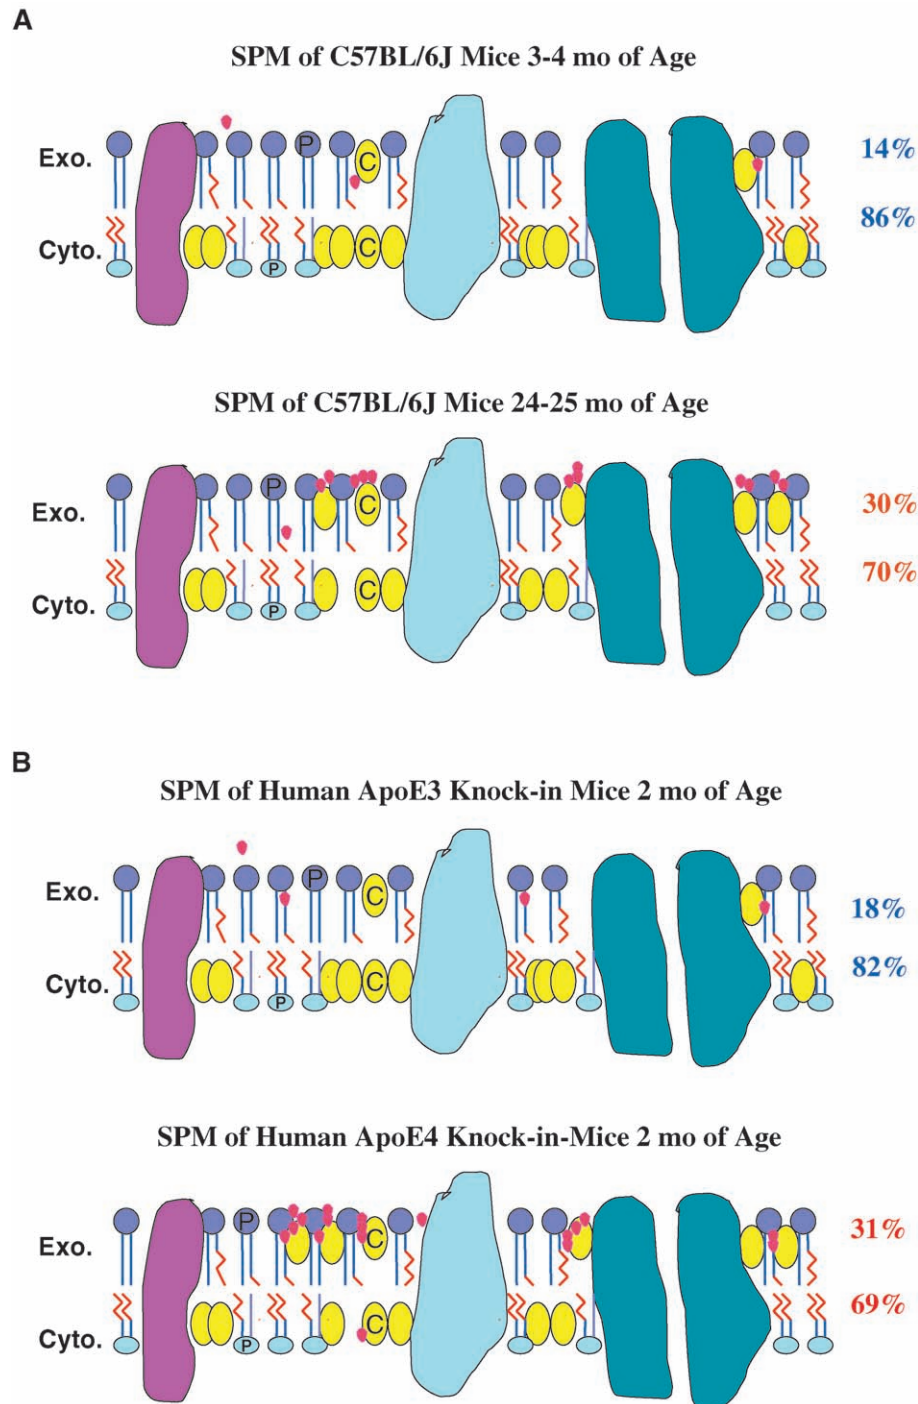 A
SPM of C57BL/6J Mice 3-4 mo of Age
P
Exo.
C
14%
86%
Cyto.
C
P
SPM of C57BL/6J Mice 24-25 mo of Age
P
C
Exo.
30%
70%
Cyto.
C
P
B
SPM of Human ApoE3 Knock-in Mice 2 mo of Age
P
Exo.
C
18%
82%
Cyto.
C
P
SPM of Human ApoE4 Knock-in-Mice 2 mo of Age
P
Exo.
C
31%
69%
Cyto.
C
P